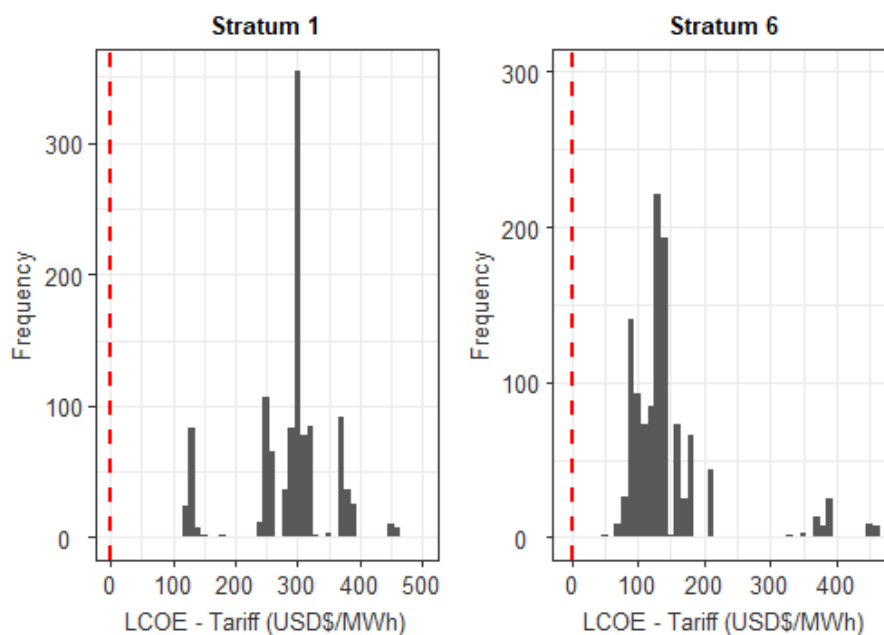 Stratum 1
Frequency
300
200
100
0
0 100 200 300 400 500
LCOE - Tariff (USD$/MWh)
Stratum 6
Frequency
300
200
100
0
0 100 200 300 400
LCOE - Tariff (USD$/MWh)